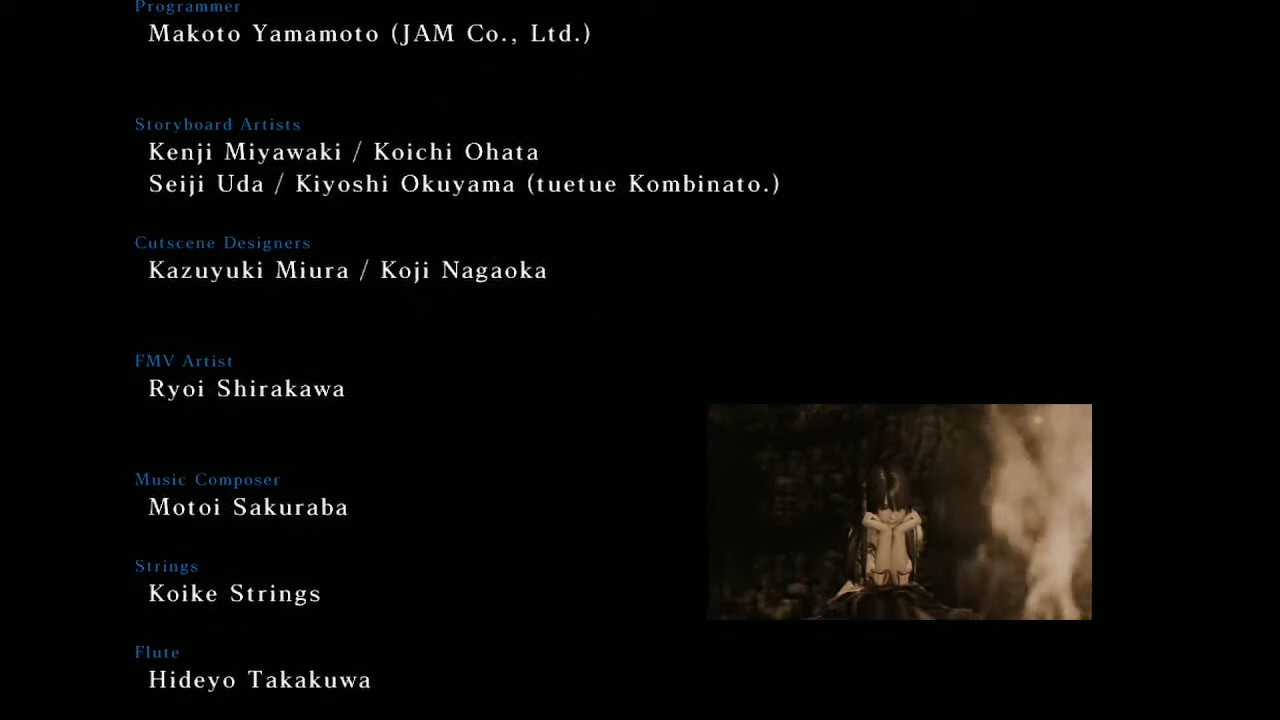 Programmer
Makoto Yamamoto (JAM Co., Ltd.)
Storyboard Artists
Kenji Miyawaki / Koichi Ohata
Seiji Uda / Kiyoshi Okuyama (tuetue Kombinato.)
Cutscene Designers
Kazuyuki Miura / Koji Nagaoka
FMV Artist
Ryoi Shirakawa
Music Composer
Motoi Sakuraba
Strings
Koike Strings
Flute
Hideyo Takakuwa